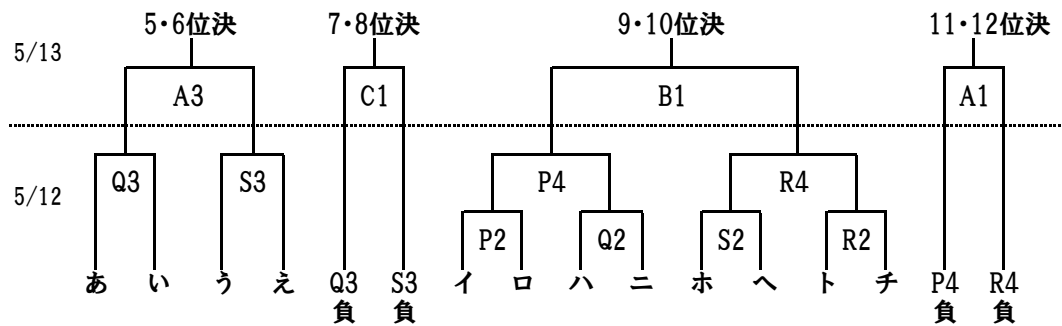 5・6位決 7・8位決 9・10位決 11・12位決
5/13
A3 C1 B1 A1
5/12
Q3 S3 P4 R4
P2 Q2 S2 R2
あ い う え Q3 S3 イ ロ ハ ニ ホ ヘ ト チ P4 R4
負 負 負 負